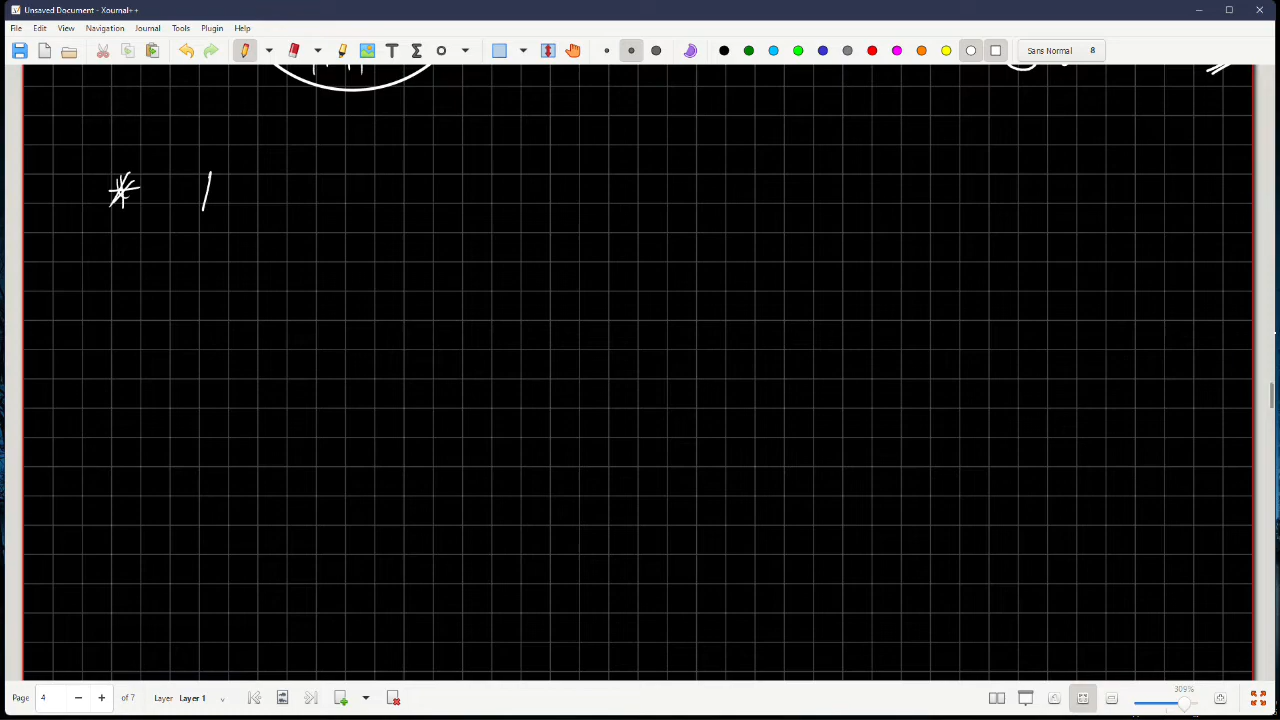 Unsaved Document - Xournal++
File Edit View Navigation Journal Tools Plugin Help
Sans Normal 8
*
Page 4 of 7 Layer Layer 1 309%